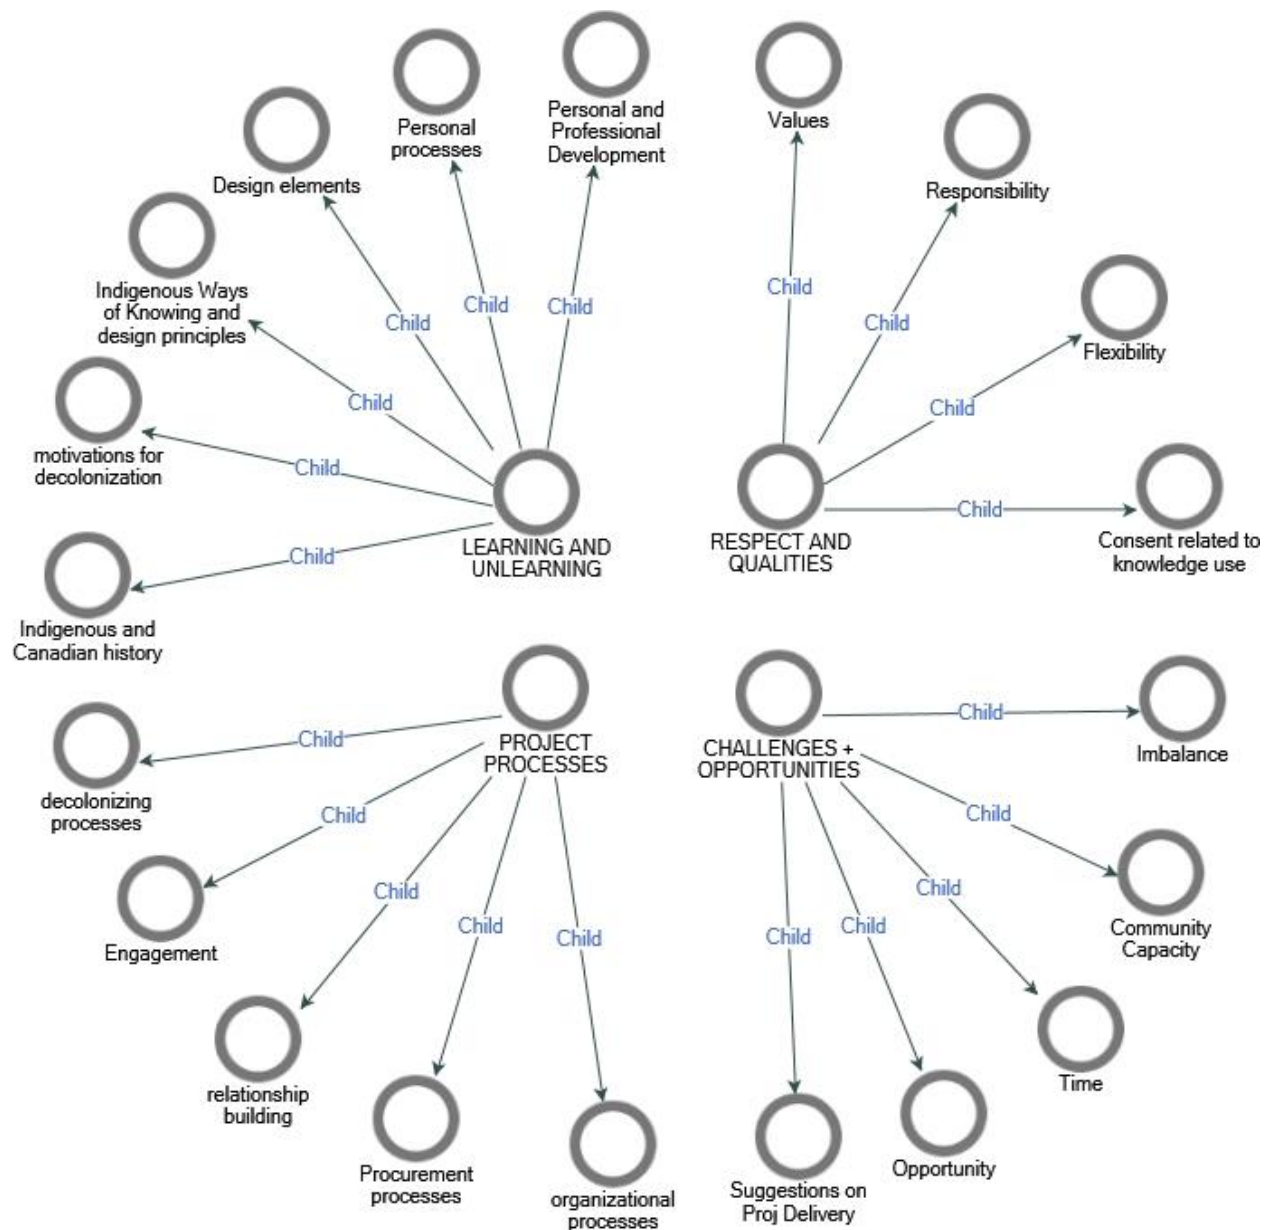 Personal
processes
Personal and
Professional
Development
Values
Design elements
Responsibility
Indigenous Ways
of Knowing and
design principles
Flexibility
motivations for
decolonization
Consent related to
knowledge use
Indigenous and
Canadian history
Child
Child
Child
Child
Child
Child
LEARNING AND
UNLEARNING
Child
Child
Child
Child
RESPECT AND
QUALITIES
PROJECT
PROCESSES
Child
Child
Child
Child
Child
decolonizing
processes
Engagement
relationship
building
Procurement
processes
organizational
processes
CHALLENGES +
OPPORTUNITIES
Child
Child
Child
Child
Child
Imbalance
Community
Capacity
Time
Opportunity
Suggestions on
Proj Delivery